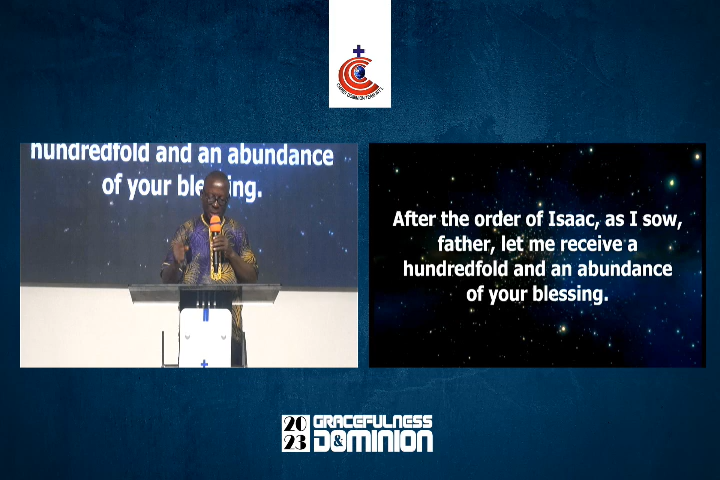 hundredfold and an abundance
of your blessing.
After the order of Isaac, as I sow,
father, let me receive a
hundredfold and an abundance
of your blessing.
2023 GRACEFULNESS
& DOMINION